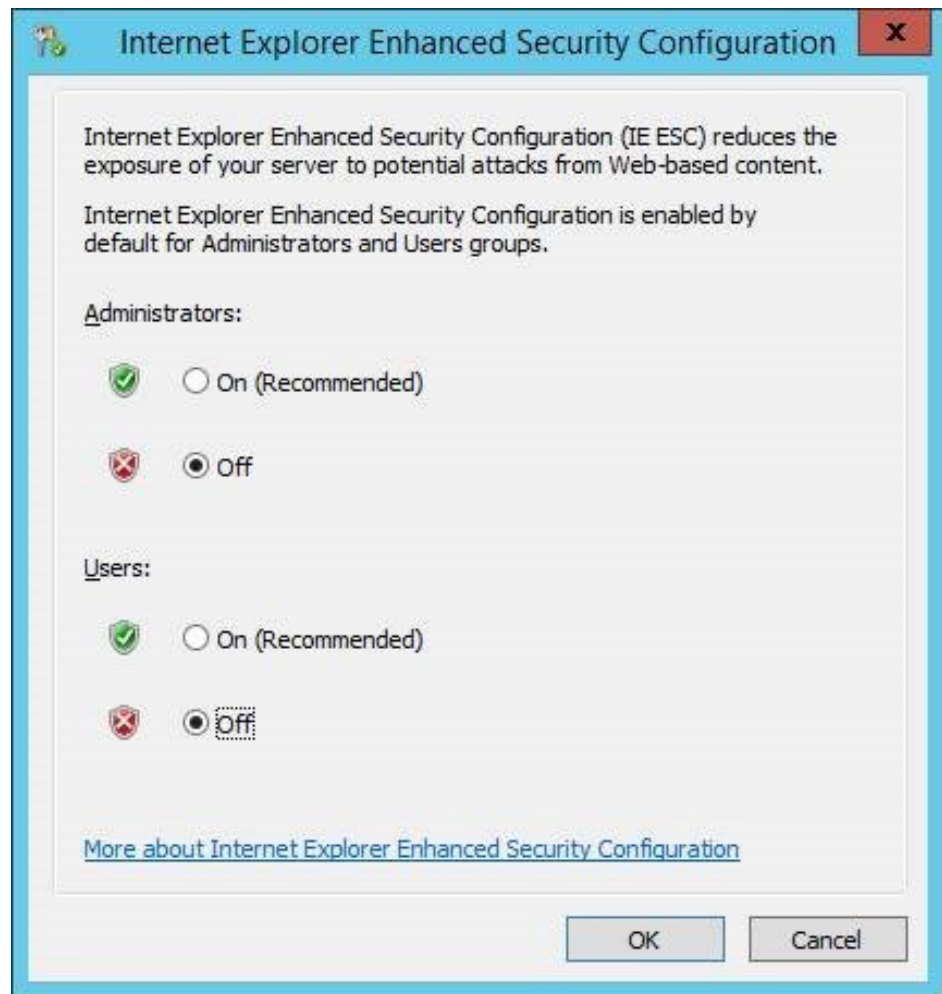 Internet Explorer Enhanced Security Configuration
x
Internet Explorer Enhanced Security Configuration (IE ESC) reduces the
exposure of your server to potential attacks from Web-based content.
Internet Explorer Enhanced Security Configuration is enabled by
default for Administrators and Users groups.
Administrators:
On (Recommended)
Off
Users:
On (Recommended)
Off
More about Internet Explorer Enhanced Security Configuration
OK
Cancel